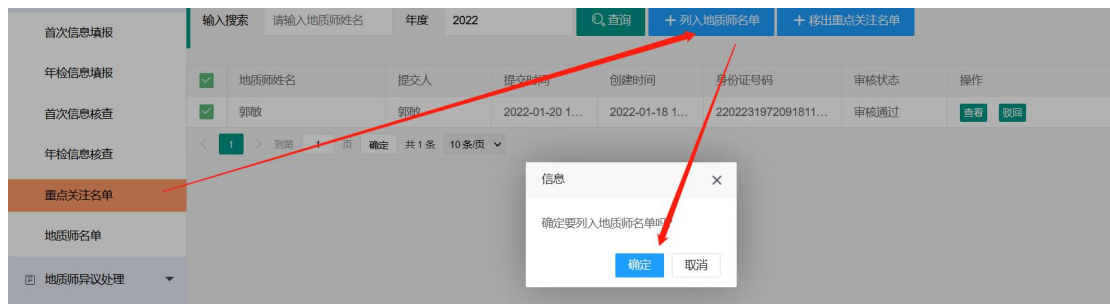 首次信息填报
年检信息填报
首次信息核查
年检信息核查
重点关注名单
地质师名单
地质师异议处理
输入搜索 请输入地质师姓名 年度 2022 查询 + 列入地质师名单 + 移出重点关注名单
地质师姓名 提交人 提交时间 创建时间 身份证号码 审核状态 操作
郭敏 郭敏 2022-01-20 1... 2022-01-18 1... 2202231972091811... 审核通过 查看 驳回
1 到第 1 页 确定 共 1 条 10 条/页
信息
确定要列入地质师名单吗
确定 取消